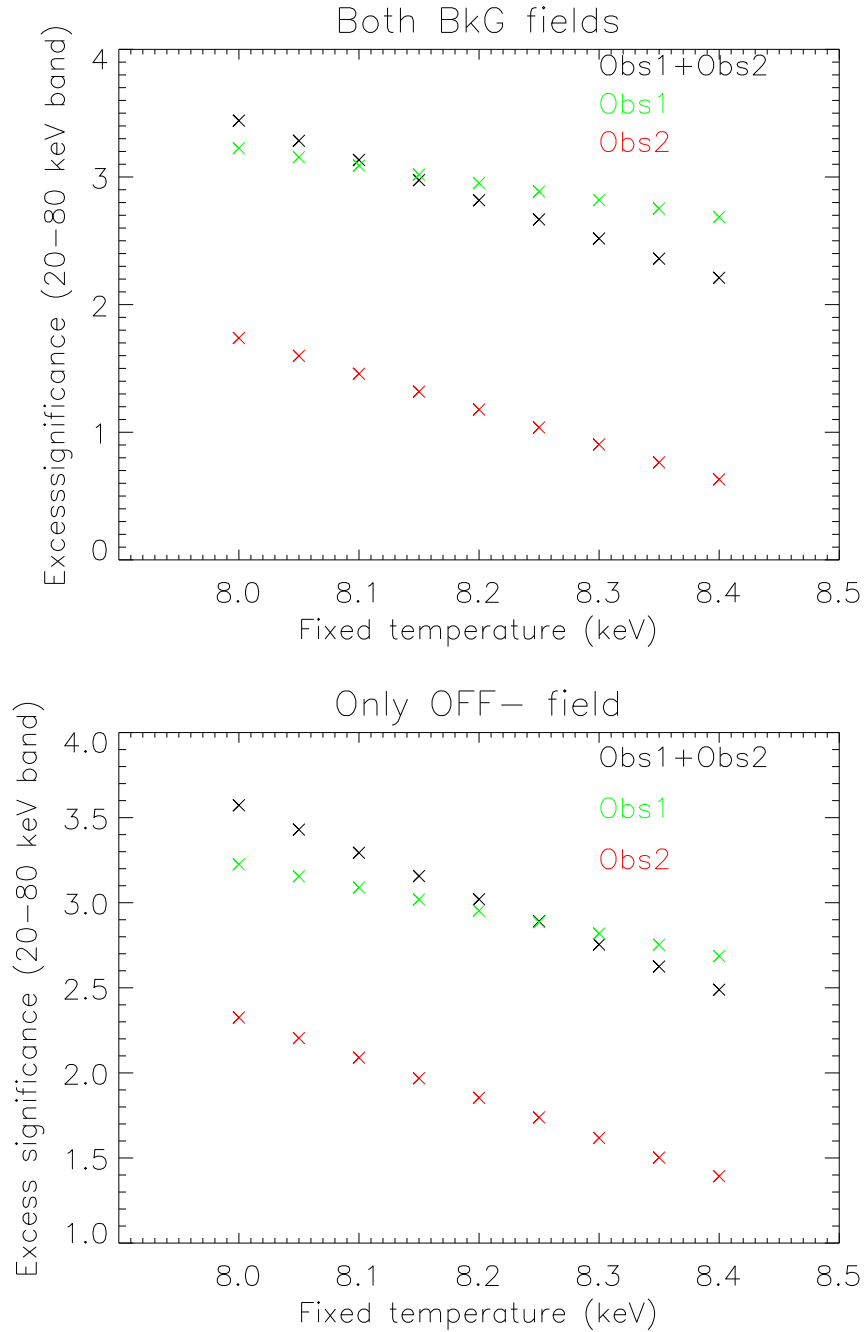 Both BkG fields
Obs1+Obs2
Obs1
Obs2
4
3
2
1
0
Excesssignificance (20-80 keV band)
8.0 8.1 8.2 8.3 8.4 8.5
Fixed temperature (keV)
Only OFF- field
Obs1+Obs2
Obs1
Obs2
4.0
3.5
3.0
2.5
2.0
1.5
1.0
Excess significance (20-80 keV band)
8.0 8.1 8.2 8.3 8.4 8.5
Fixed temperature (keV)